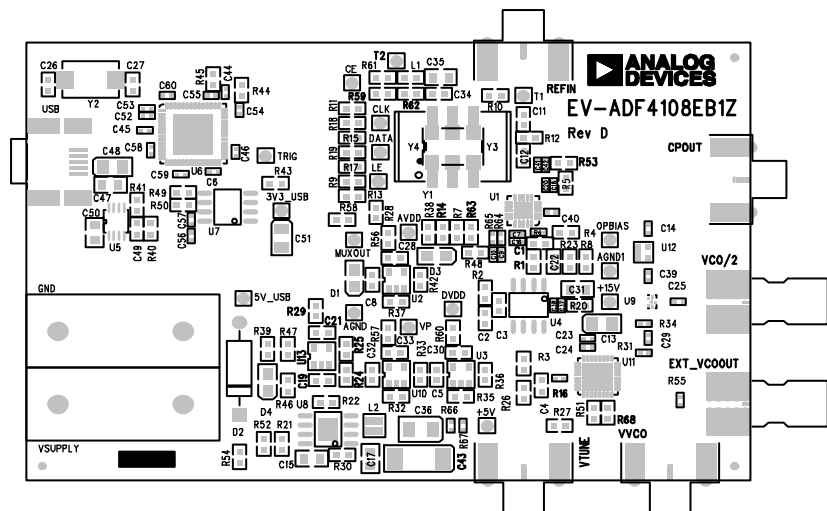 ANALOG
DEVICES
EV-ADF4108EB1Z
Rev D
C26
C27
Y2
USB
C60
R45
C44
R44
C53
C52
C55
C54
C45
C58
C46
C48
C59
U6
TRIG
C47
R41
R49
R50
C6
U7
R43
3V3_USB
C50
U5
C49
R40
C57
C56
C51
T2
R61
L1
C35
CE
R59
R62
C34
R11
CLK
R18
R15
DATA
R19
R17
LE
R9
R13
R58
R28
REFIN
R10
T1
C11
R12
C12
Y4
Y3
Y1
R53
R5
U1
AVDD
R38
R14
R7
R63
R65
R64
C40
R4
OPBIAS
C14
U12
R56
MUXOUT
C28
D3
R42
R48
C1
R1
C22
R23
R8
AGND1
C39
CPOUT
VCO/2
D1
C8
U2
R37
R2
C31
+15V
R20
U9
C25
GND
5V_USB
R29
C21
AGND
R57
VP
DVDD
R60
C2
C3
U4
C13
R34
C23
C24
R31
C29
R39
R47
U13
R25
C32
C33
R33
C30
U3
R3
U11
EXT_VCOOUT
C19
R24
U10
C5
R36
R16
R55
D4
R46
R22
R32
R35
R26
C4
R51
R68
D2
U8
L2
C36
R66
R67
+5V
R27
VVCO
VSUPPLY
R52
R21
R54
C15
R30
C17
C43
VTUNE